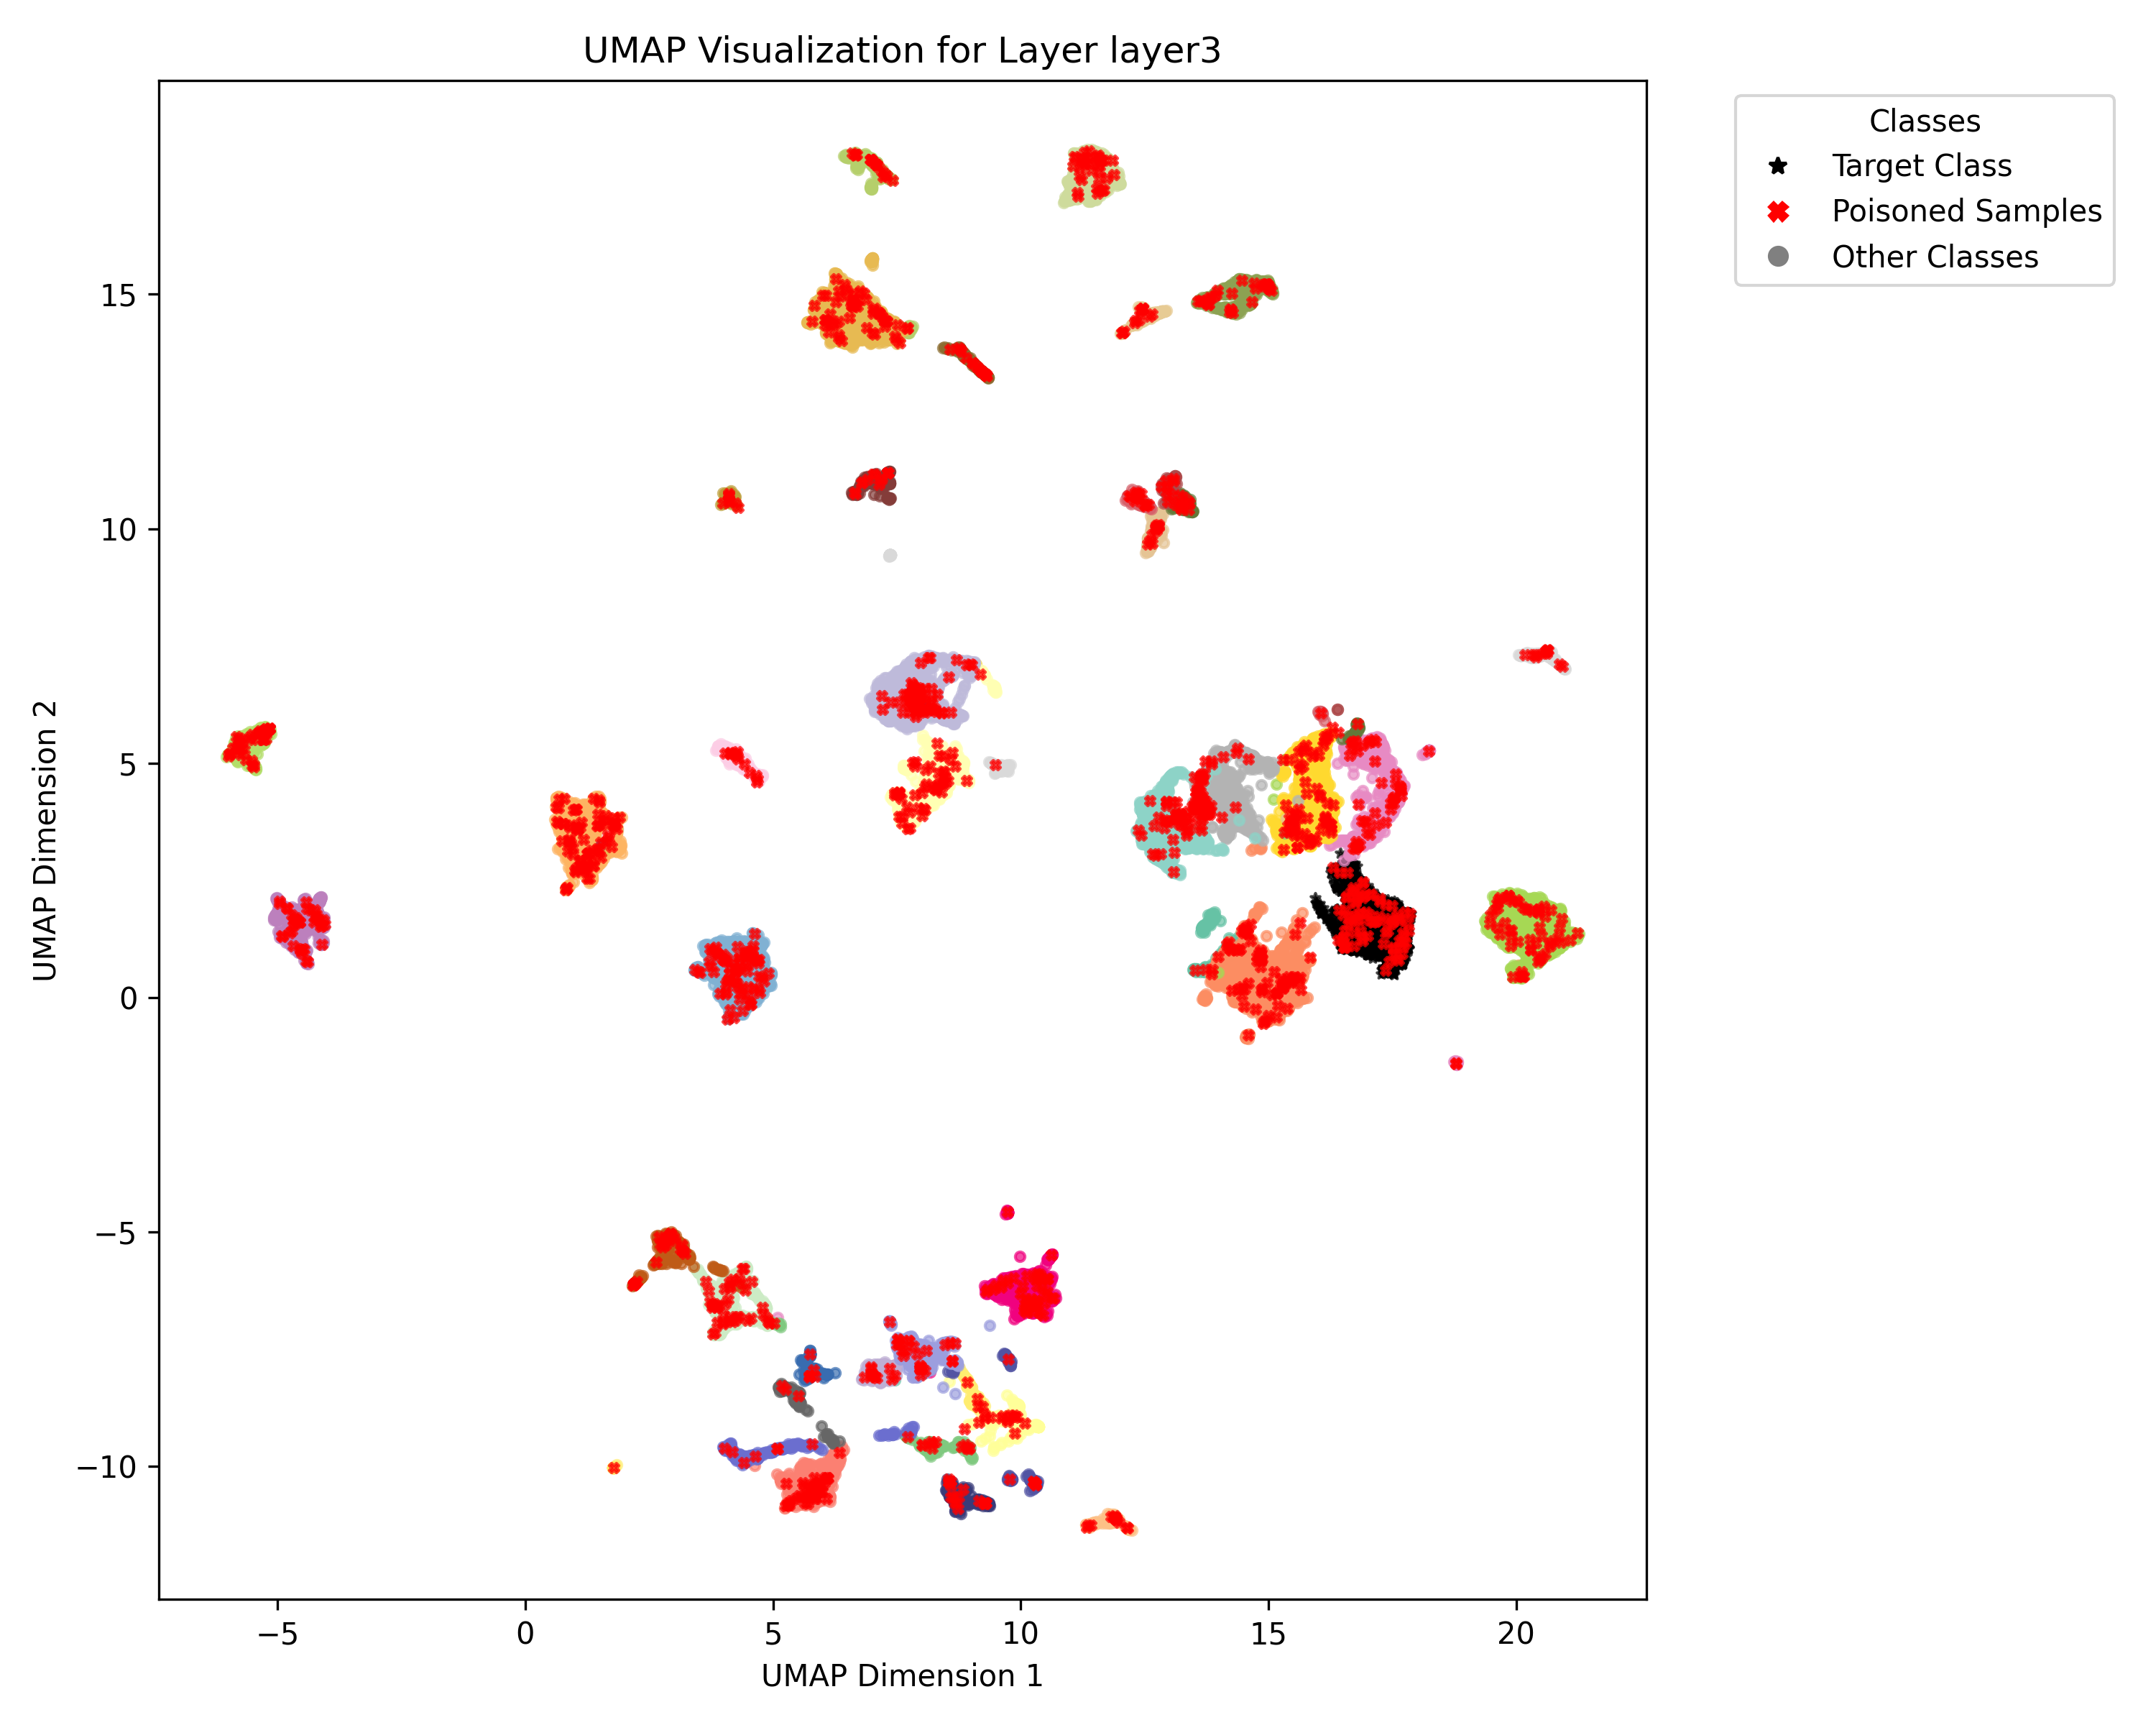 UMAP Visualization for Layer layer3
Classes
Target Class
Poisoned Samples
Other Classes
15
10
5
0
−5
−10
UMAP Dimension 2
−5
0
5
10
15
20
UMAP Dimension 1